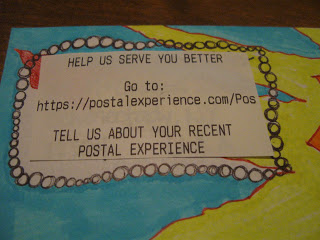 HELP US SERVE YOU BETTER
Go to:
https://postalexperience.com/Pos
TELL US ABOUT YOUR RECENT
POSTAL EXPERIENCE